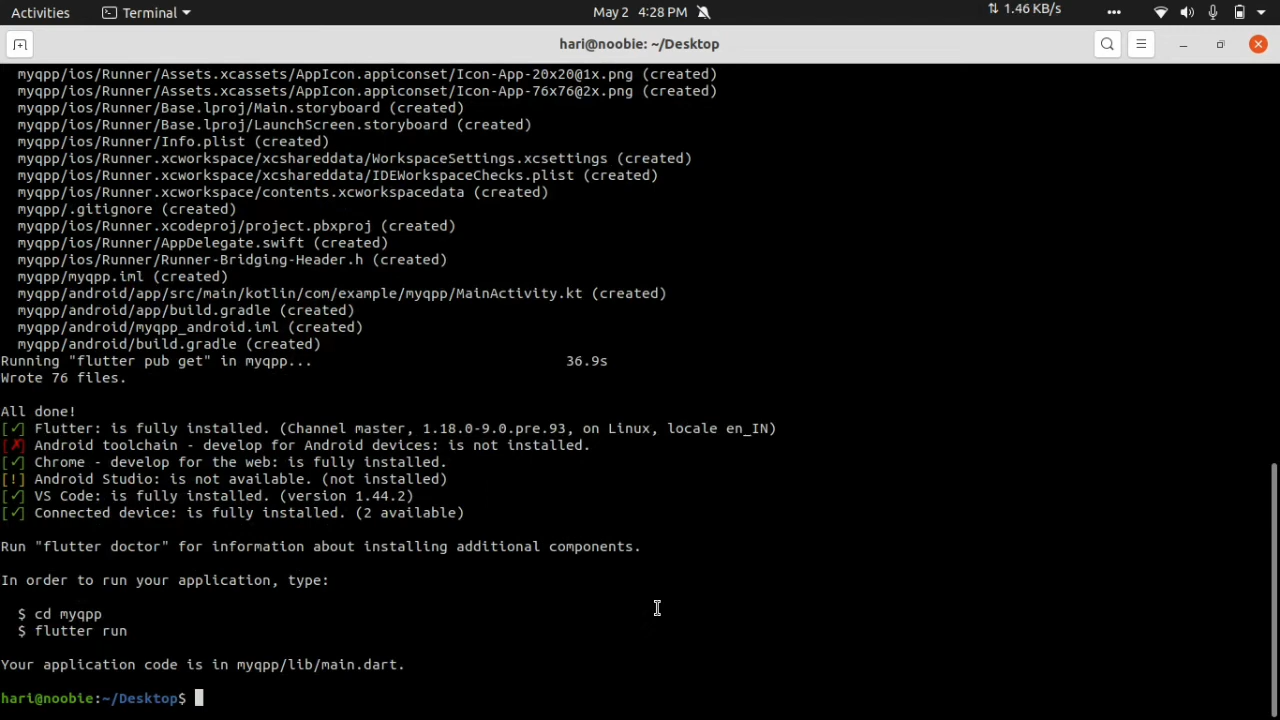 Activities Terminal May 2 4:28 PM 1.46 KB/s
hari@noobie: ~/Desktop
myqpp/ios/Runner/Assets.xcassets/AppIcon.appiconset/Icon-App-20x20@1x.png (created)
myqpp/ios/Runner/Assets.xcassets/AppIcon.appiconset/Icon-App-76x76@2x.png (created)
myqpp/ios/Runner/Base.lproj/Main.storyboard (created)
myqpp/ios/Runner/Base.lproj/LaunchScreen.storyboard (created)
myqpp/ios/Runner/Info.plist (created)
myqpp/ios/Runner.xcworkspace/xcshareddata/WorkspaceSettings.xcsettings (created)
myqpp/ios/Runner.xcworkspace/xcshareddata/IDEWorkspaceChecks.plist (created)
myqpp/ios/Runner.xcworkspace/contents.xcworkspacedata (created)
myqpp/.gitignore (created)
myqpp/ios/Runner.xcodeproj/project.pbxproj (created)
myqpp/ios/Runner/AppDelegate.swift (created)
myqpp/ios/Runner/Runner-Bridging-Header.h (created)
myqpp/myqpp.iml (created)
myqpp/android/app/src/main/kotlin/com/example/myqpp/MainActivity.kt (created)
myqpp/android/app/build.gradle (created)
myqpp/android/myqpp_android.iml (created)
myqpp/android/build.gradle (created)
Running "flutter pub get" in myqpp... 36.9s
Wrote 76 files.
All done!
[✓] Flutter: is fully installed. (Channel master, 1.18.0-9.0.pre.93, on Linux, locale en_IN)
[✗] Android toolchain - develop for Android devices: is not installed.
[✓] Chrome - develop for the web: is fully installed.
[!] Android Studio: is not available. (not installed)
[✓] VS Code: is fully installed. (version 1.44.2)
[✓] Connected device: is fully installed. (2 available)
Run "flutter doctor" for information about installing additional components.
In order to run your application, type:
$ cd myqpp
$ flutter run
Your application code is in myqpp/lib/main.dart.
hari@noobie:~/Desktop$